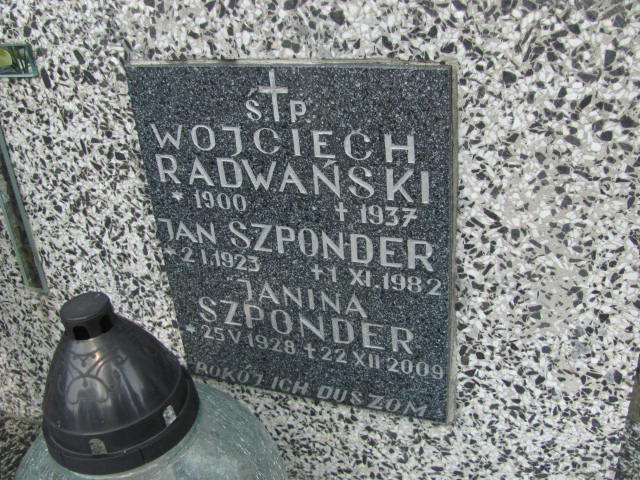 Ś † P.
WOJCIECH
RADWAŃSKI
* 1900 † 1937
JAN SZPONDER
* 2 I.1923 † 1 XI.1982
JANINA
SZPONDER
* 25 V.1928 † 22 XII 2009
POKÓJ ICH DUSZOM